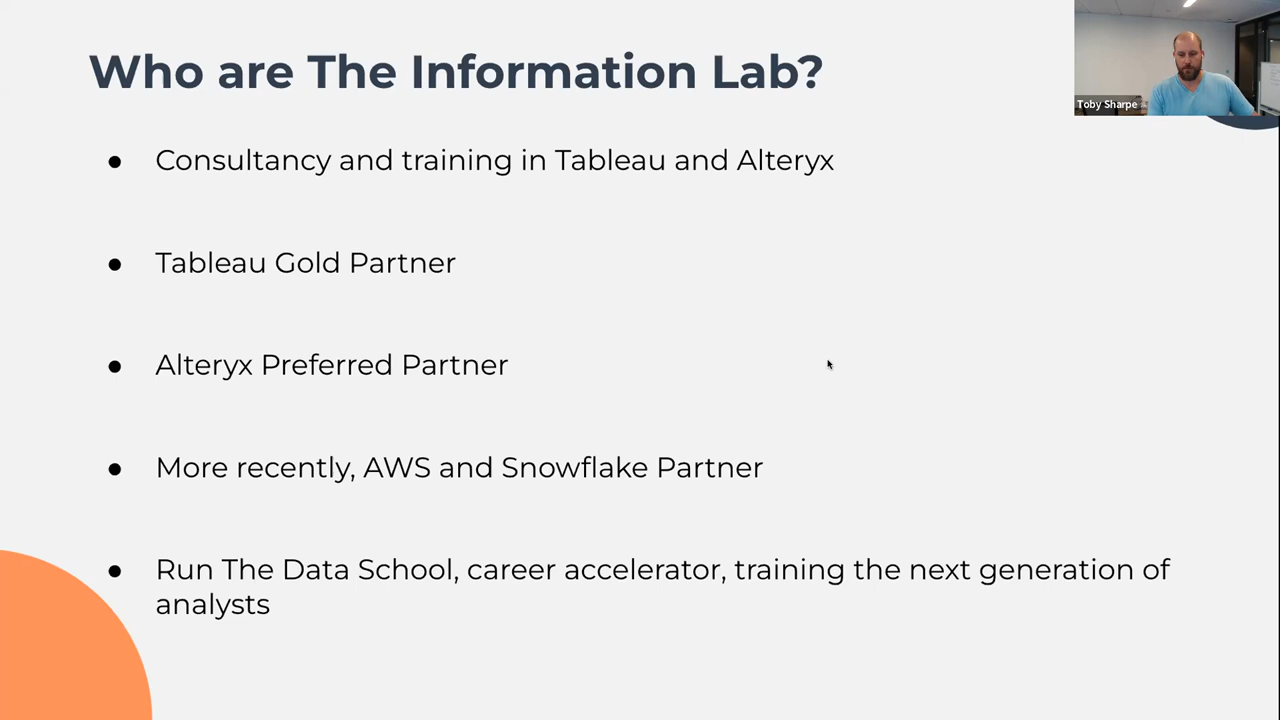 Who are The Information Lab?
Toby Sharpe
● Consultancy and training in Tableau and Alteryx
● Tableau Gold Partner
● Alteryx Preferred Partner
● More recently, AWS and Snowflake Partner
● Run The Data School, career accelerator, training the next generation of
analysts